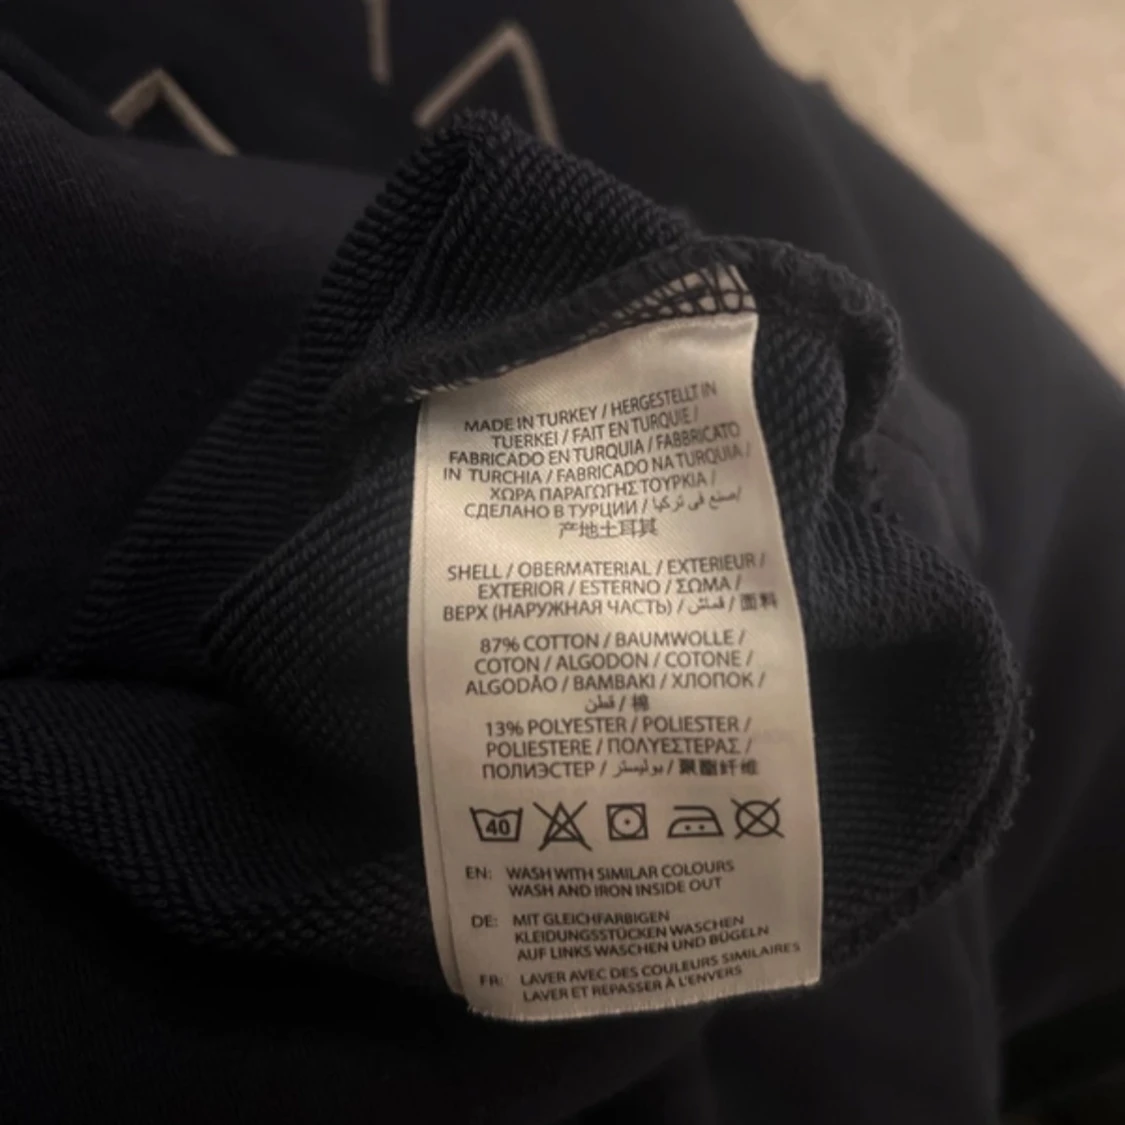 MADE IN TURKEY / HERGESTELLT IN
TUERKEI / FAIT EN TURQUIE /
FABRICADO EN TURQUIA / FABBRICATO
IN TURCHIA / FABRICADO NA TURQUIA /
ΧΩΡΑ ΠΑΡΑΓΩΓΗΣ ΤΟΥΡΚΙΑ /
СДЕЛАНО В ТУРЦИИ / صنع في تركيا/
产地土耳其
SHELL / OBERMATERIAL / EXTERIEUR /
EXTERIOR / ESTERNO / ΣΩΜΑ /
ВЕРХ (НАРУЖНАЯ ЧАСТЬ) / قماش / 面料
87% COTTON / BAUMWOLLE /
COTON / ALGODON / COTONE /
ALGODÃO / BAMBAKI / ХЛОПОК /
قطن / 棉
13% POLYESTER / POLIESTER /
POLIESTERE / ΠΟΛΥΕΣΤΕΡΑΣ /
ПОЛИЭСТЕР / بوليستر / 聚酯纤维
40
EN: WASH WITH SIMILAR COLOURS
WASH AND IRON INSIDE OUT
DE: MIT GLEICHFARBIGEN
KLEIDUNGSSTÜCKEN WASCHEN
AUF LINKS WASCHEN UND BÜGELN
FR: LAVER AVEC DES COULEURS SIMILAIRES
LAVER ET REPASSER À L'ENVERS